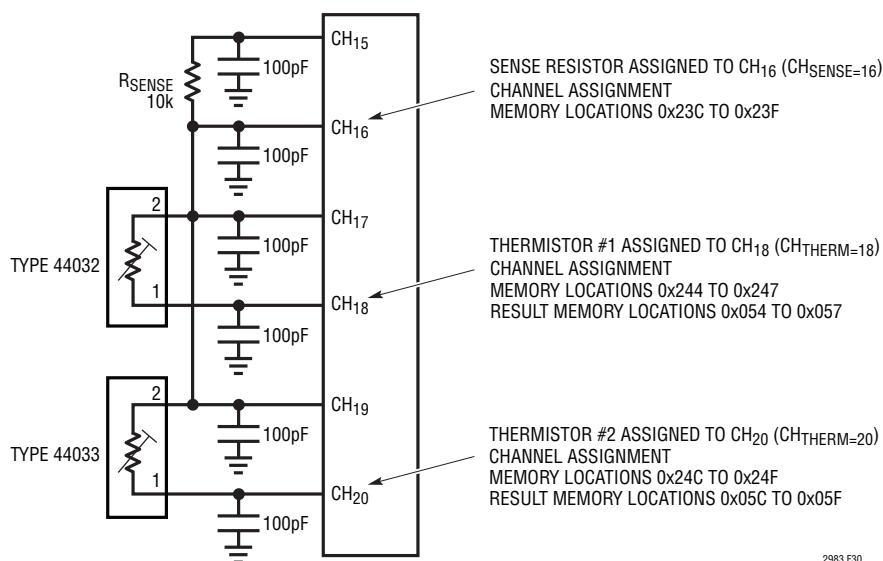 CH15
100pF
RSENSE
10k
CH16
100pF
SENSE RESISTOR ASSIGNED TO CH16 (CHSENSE=16)
CHANNEL ASSIGNMENT
MEMORY LOCATIONS 0x23C TO 0x23F
TYPE 44032
2
1
CH17
100pF
CH18
100pF
THERMISTOR #1 ASSIGNED TO CH18 (CHTHERM=18)
CHANNEL ASSIGNMENT
MEMORY LOCATIONS 0x244 TO 0x247
RESULT MEMORY LOCATIONS 0x054 TO 0x057
TYPE 44033
2
1
CH19
100pF
CH20
100pF
THERMISTOR #2 ASSIGNED TO CH20 (CHTHERM=20)
CHANNEL ASSIGNMENT
MEMORY LOCATIONS 0x24C TO 0x24F
RESULT MEMORY LOCATIONS 0x05C TO 0x05F
2983 F30